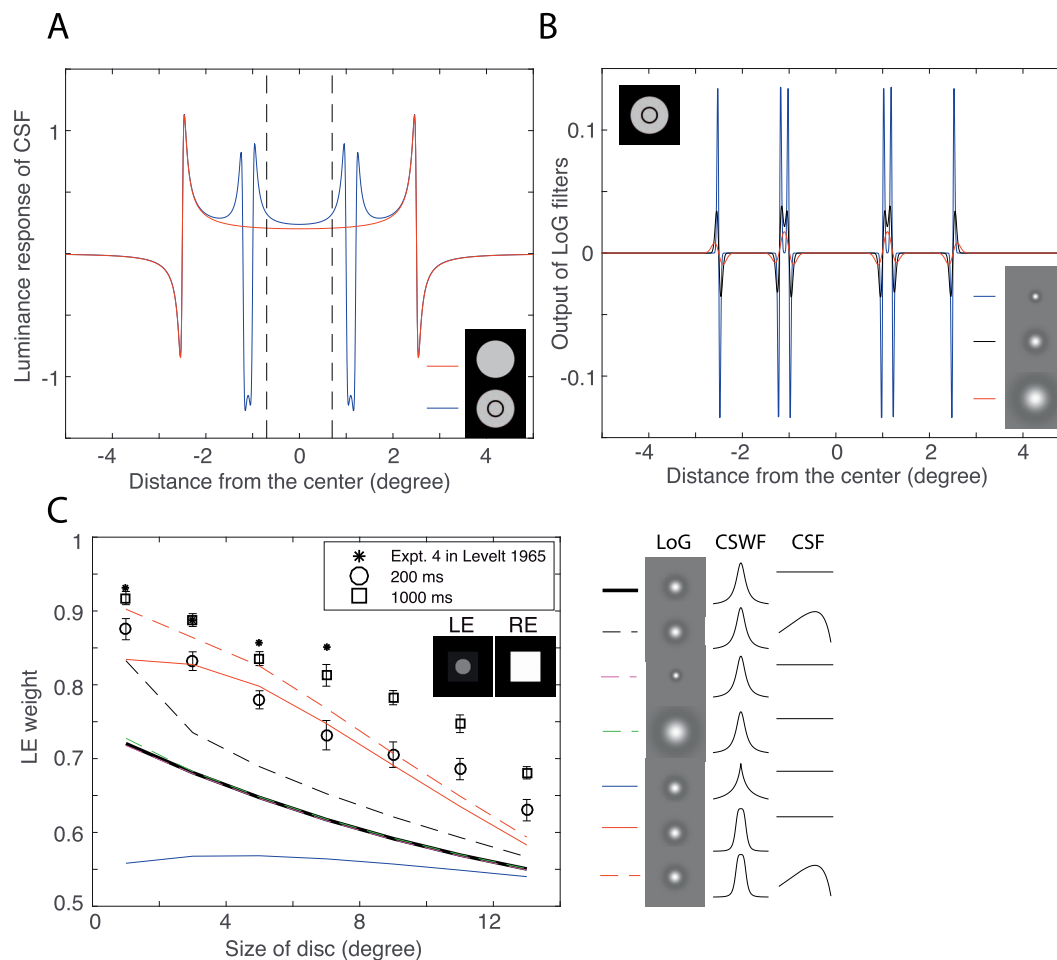 A
Luminance response of CSF
1
-1
-4
-2
0
2
4
Distance from the center (degree)
B
Output of LoG filters
0.1
0
-0.1
-4
-2
0
2
4
Distance from the center (degree)
C
LE weight
1
0.9
0.8
0.7
0.6
0.5
0
4
8
12
Size of disc (degree)
Expt. 4 in Levelt 1965
200 ms
1000 ms
LE
RE
LoG
CSWF
CSF